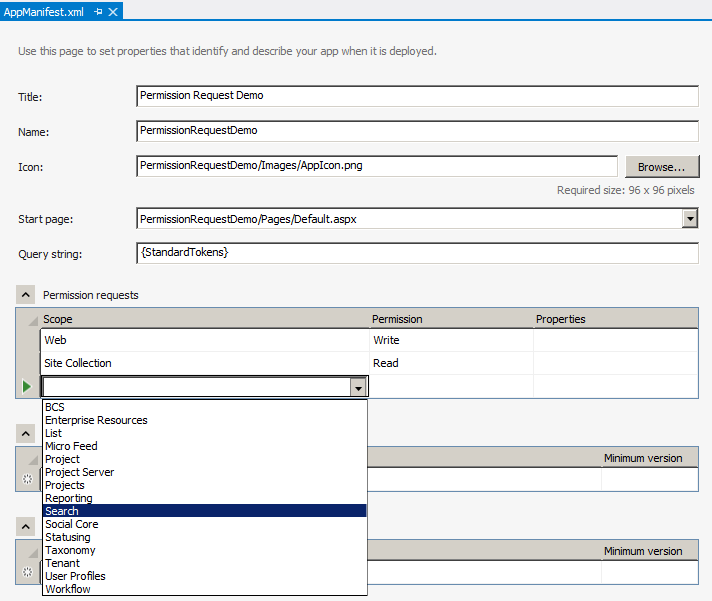 AppManifest.xml
Use this page to set properties that identify and describe your app when it is deployed.
Title: Permission Request Demo
Name: PermissionRequestDemo
Icon: PermissionRequestDemo/Images/AppIcon.png Browse...
Required size: 96 x 96 pixels
Start page: PermissionRequestDemo/Pages/Default.aspx
Query string: {StandardTokens}
Permission requests
Scope Permission Properties
Web Write
Site Collection Read
BCS
Enterprise Resources
List
Micro Feed
Project
Minimum version
Project Server
Projects
Reporting
Search
Social Core
Statusing
Taxonomy
Minimum version
Tenant
User Profiles
Workflow